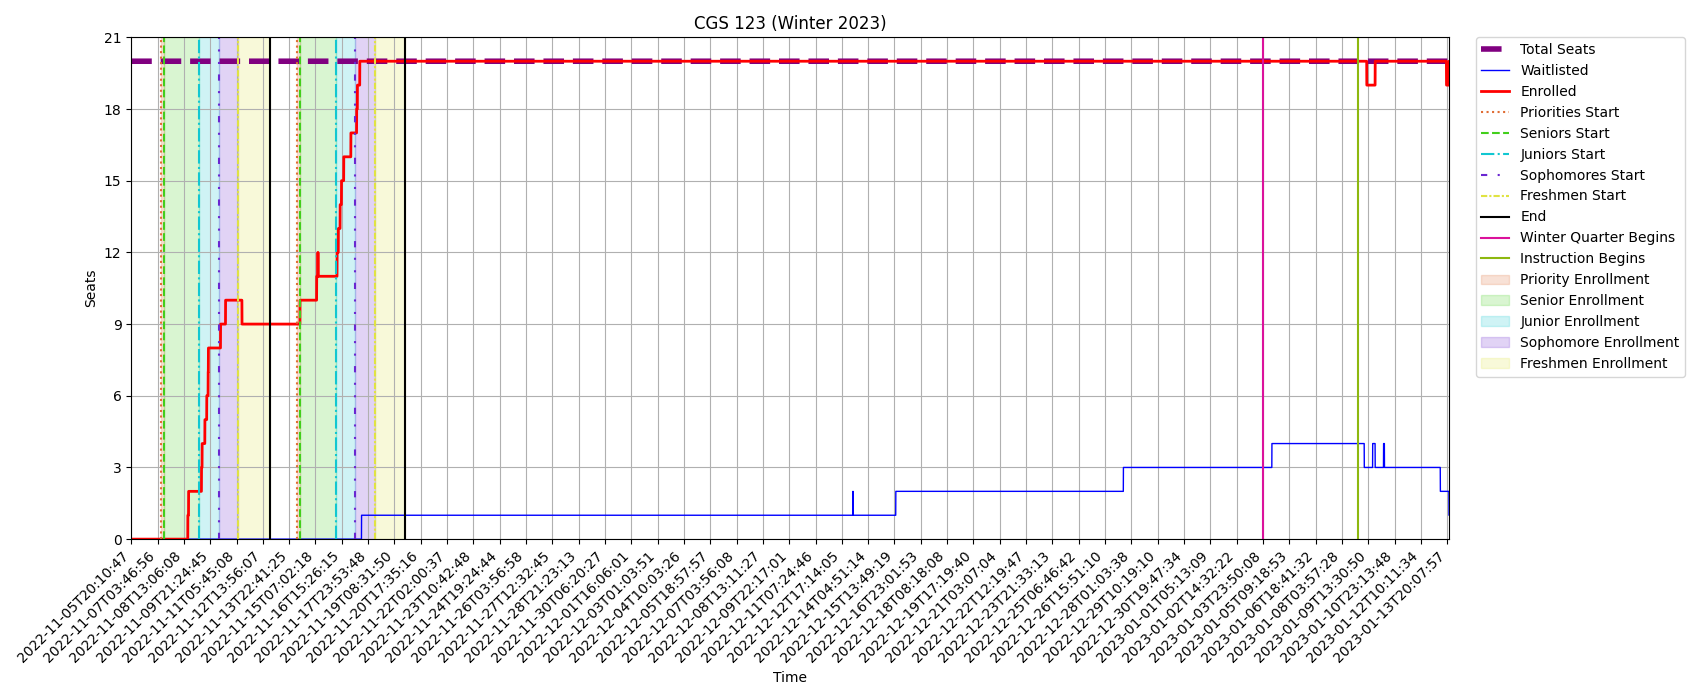 CGS 123 (Winter 2023)
21
18
15
12
9
6
3
0
Seats
2022-11-05T20:10:47
2022-11-07T03:46:56
2022-11-08T13:06:08
2022-11-09T21:24:45
2022-11-11T05:45:08
2022-11-12T13:56:07
2022-11-13T22:41:25
2022-11-15T07:02:18
2022-11-16T15:26:15
2022-11-17T23:53:48
2022-11-19T08:31:50
2022-11-20T17:35:16
2022-11-22T02:00:37
2022-11-23T10:42:48
2022-11-24T19:24:44
2022-11-26T03:56:58
2022-11-27T12:32:45
2022-11-28T21:23:13
2022-11-30T06:20:27
2022-12-01T16:06:01
2022-12-03T01:03:51
2022-12-04T10:03:26
2022-12-05T18:57:57
2022-12-07T03:56:08
2022-12-08T13:11:27
2022-12-09T22:17:01
2022-12-11T07:24:46
2022-12-12T17:14:05
2022-12-14T04:51:14
2022-12-15T13:49:19
2022-12-16T23:01:53
2022-12-18T08:18:08
2022-12-19T17:19:40
2022-12-21T03:07:04
2022-12-22T12:19:47
2022-12-23T21:33:13
2022-12-25T06:46:42
2022-12-26T15:51:10
2022-12-28T01:03:38
2022-12-29T10:19:10
2022-12-30T19:47:34
2023-01-01T05:13:09
2023-01-02T14:32:22
2023-01-03T23:50:08
2023-01-05T09:18:53
2023-01-06T18:41:32
2023-01-08T03:57:28
2023-01-09T13:30:50
2023-01-10T23:13:48
2023-01-12T10:11:34
2023-01-13T20:07:57
Time
Total Seats
Waitlisted
Enrolled
Priorities Start
Seniors Start
Juniors Start
Sophomores Start
Freshmen Start
End
Winter Quarter Begins
Instruction Begins
Priority Enrollment
Senior Enrollment
Junior Enrollment
Sophomore Enrollment
Freshmen Enrollment